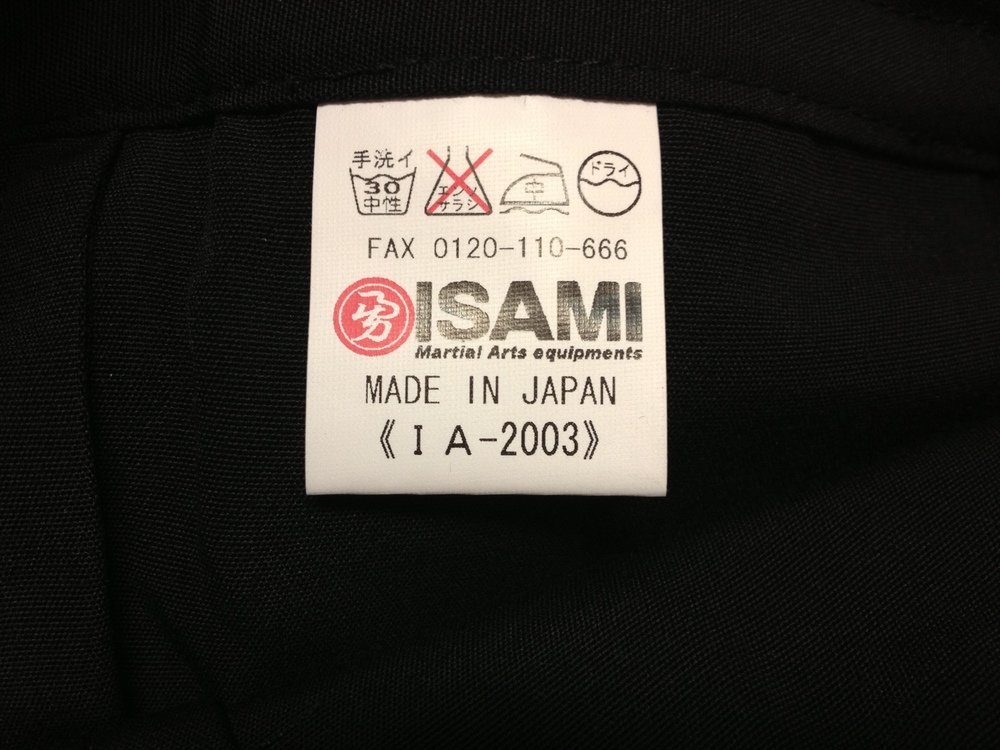 手洗イ
30
中性
エンソ
サラシ
中
ドライ
FAX 0120-110-666
勇 ISAMI
Martial Arts equipments
MADE IN JAPAN
《IA-2003》